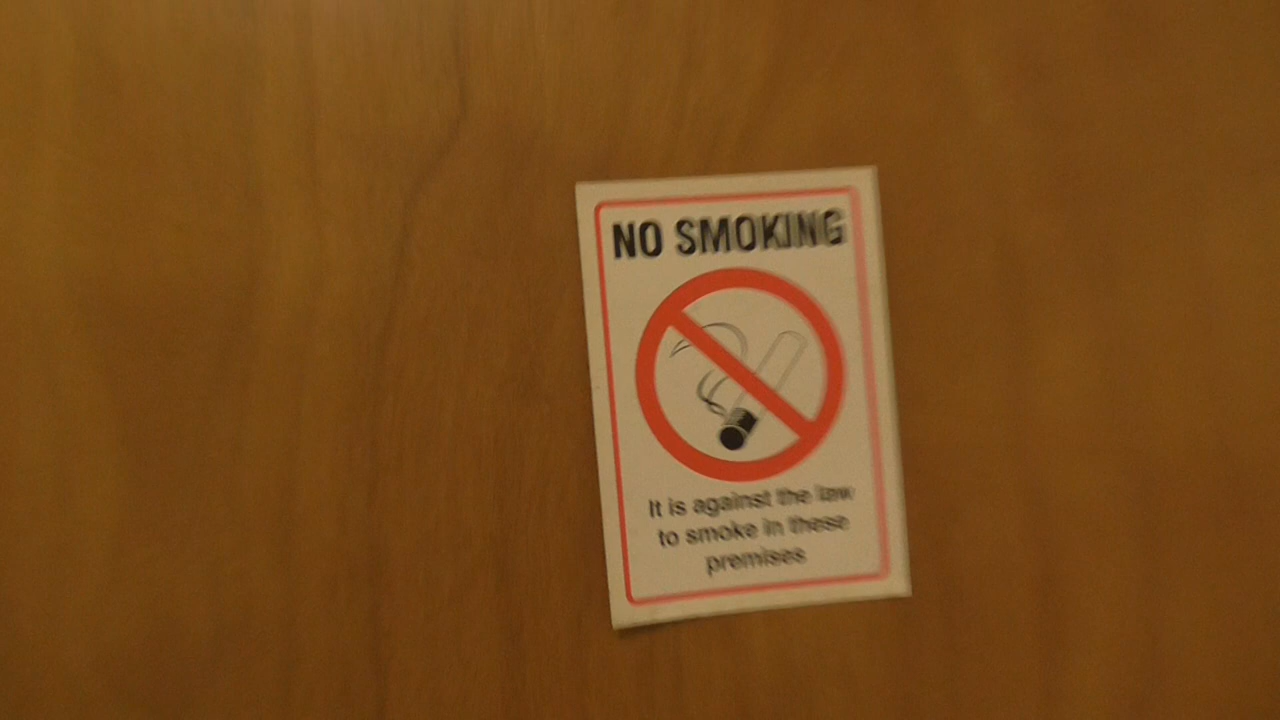 NO SMOKING
It is against the law
to smoke in these
premises